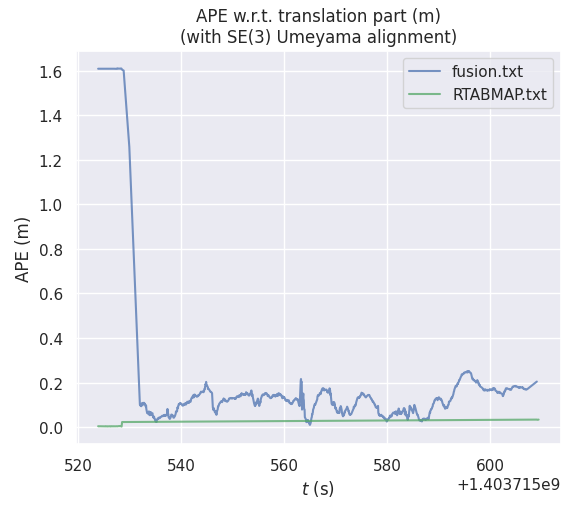 APE w.r.t. translation part (m)
(with SE(3) Umeyama alignment)
fusion.txt
RTABMAP.txt
APE (m)
1.6
1.4
1.2
1.0
0.8
0.6
0.4
0.2
0.0
520 540 560 580 600
+1.403715e9
t (s)